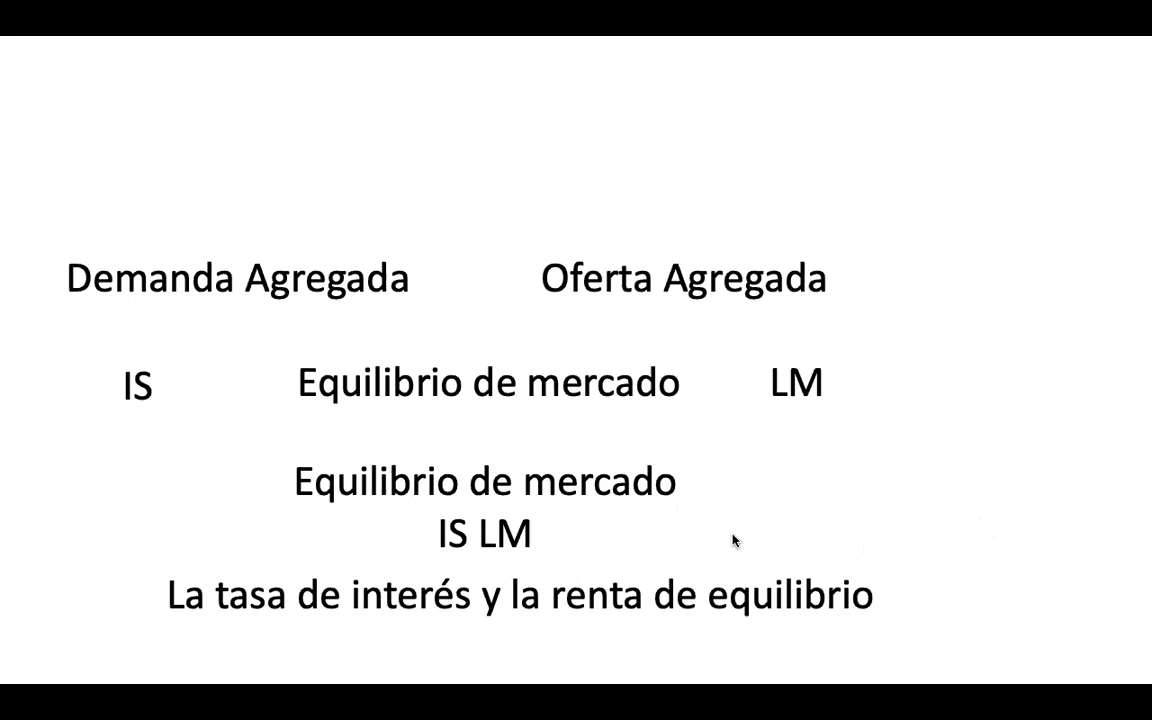 Demanda Agregada Oferta Agregada
IS Equilibrio de mercado LM
Equilibrio de mercado
IS LM
La tasa de interés y la renta de equilibrio